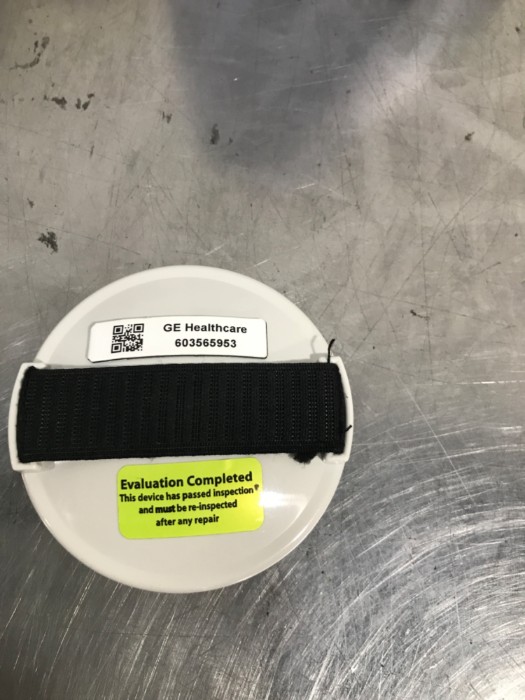 GE Healthcare
603565953
Evaluation Completed
This device has passed inspection
and must be re-inspected
after any repair